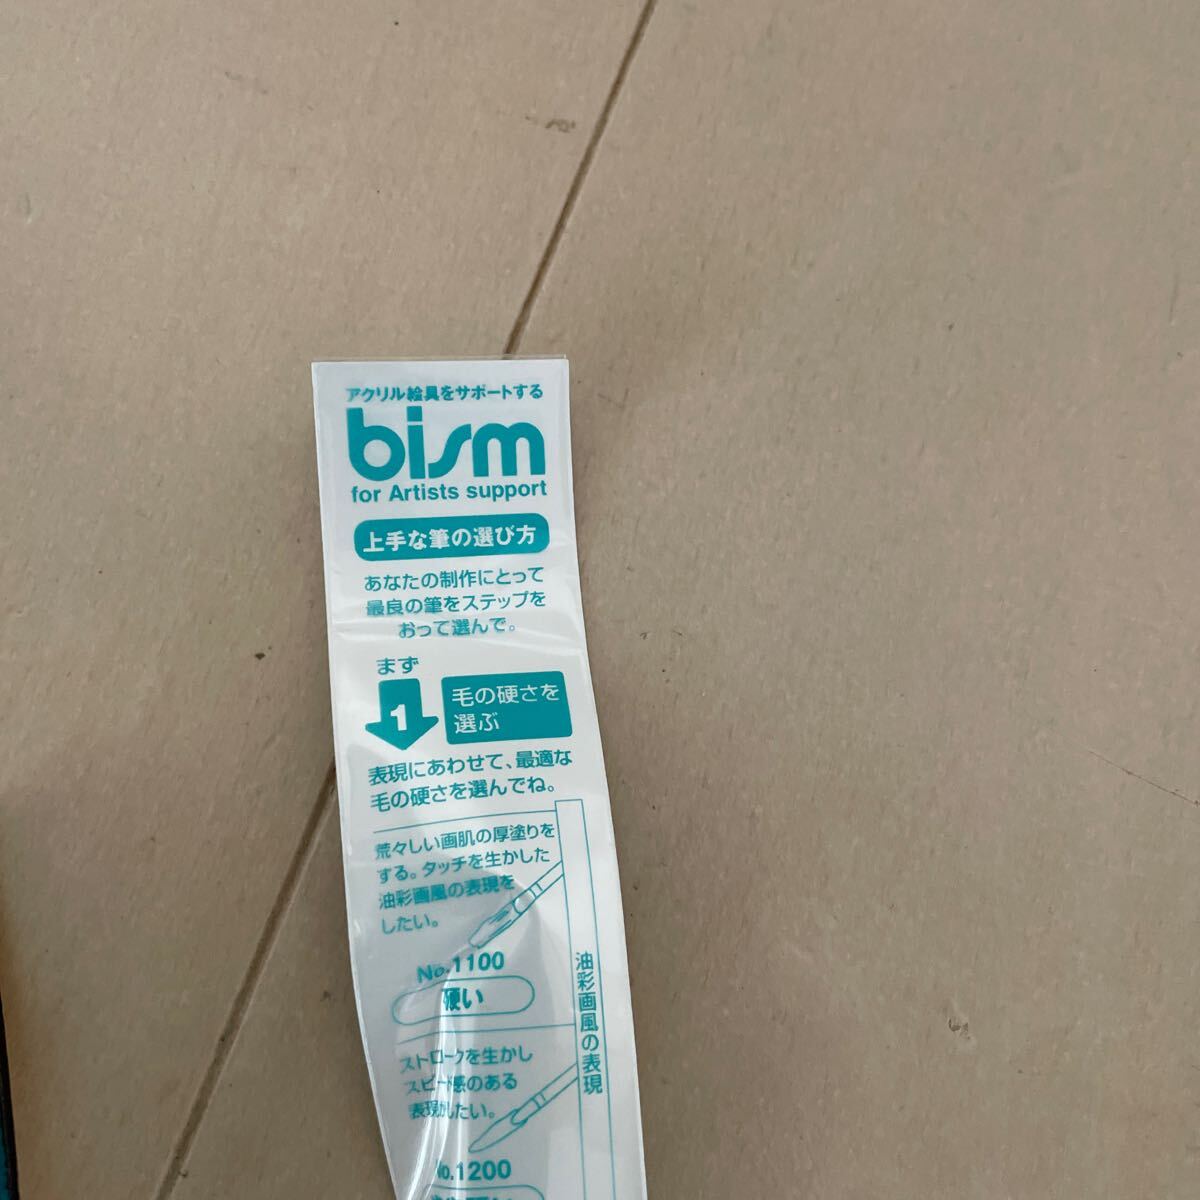 アクリル絵具をサポートする
bism
for Artists support
上手な筆の選び方
あなたの制作にとって
最良の筆をステップを
おって選んで。
まず
1
毛の硬さを
選ぶ
表現にあわせて、最適な
毛の硬さを選んでね。
荒々しい画肌の厚塗りを
する。タッチを生かした
油彩画風の表現を
したい。
No.1100
硬い
油彩画風の表現
ストロークを生かし
スピード感のある
表現したい。
No.1200